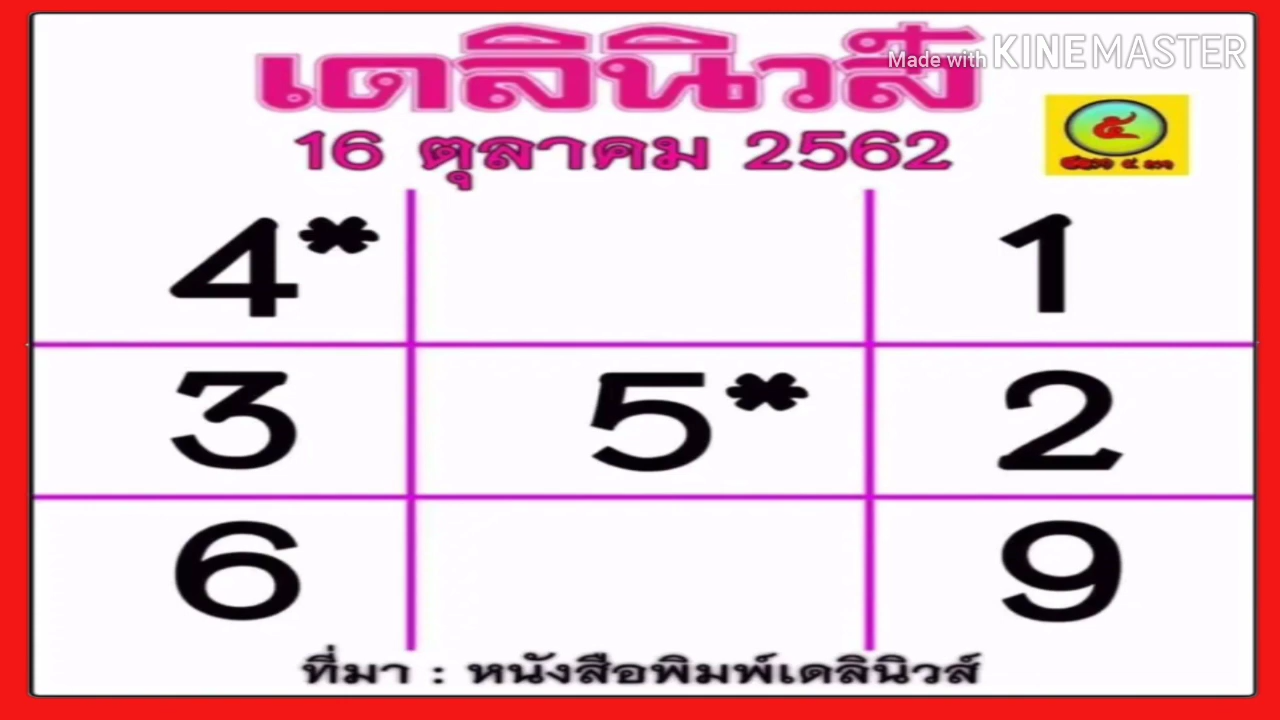 เดลินิวส์
Made with KINEMASTER
16 ตุลาคม 2562
๕
4* 1
3 5* 2
6 9
ที่มา : หนังสือพิมพ์เดลินิวส์